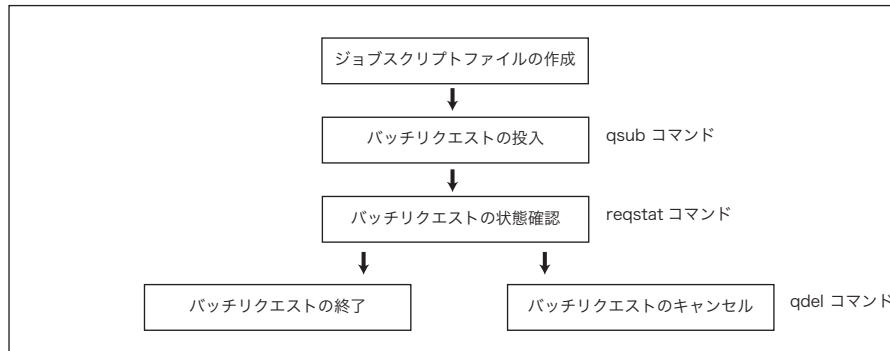 ジョブスクリプトファイルの作成
バッチリクエストの投入
qsub コマンド
バッチリクエストの状態確認
reqstat コマンド
バッチリクエストの終了
バッチリクエストのキャンセル
qdel コマンド